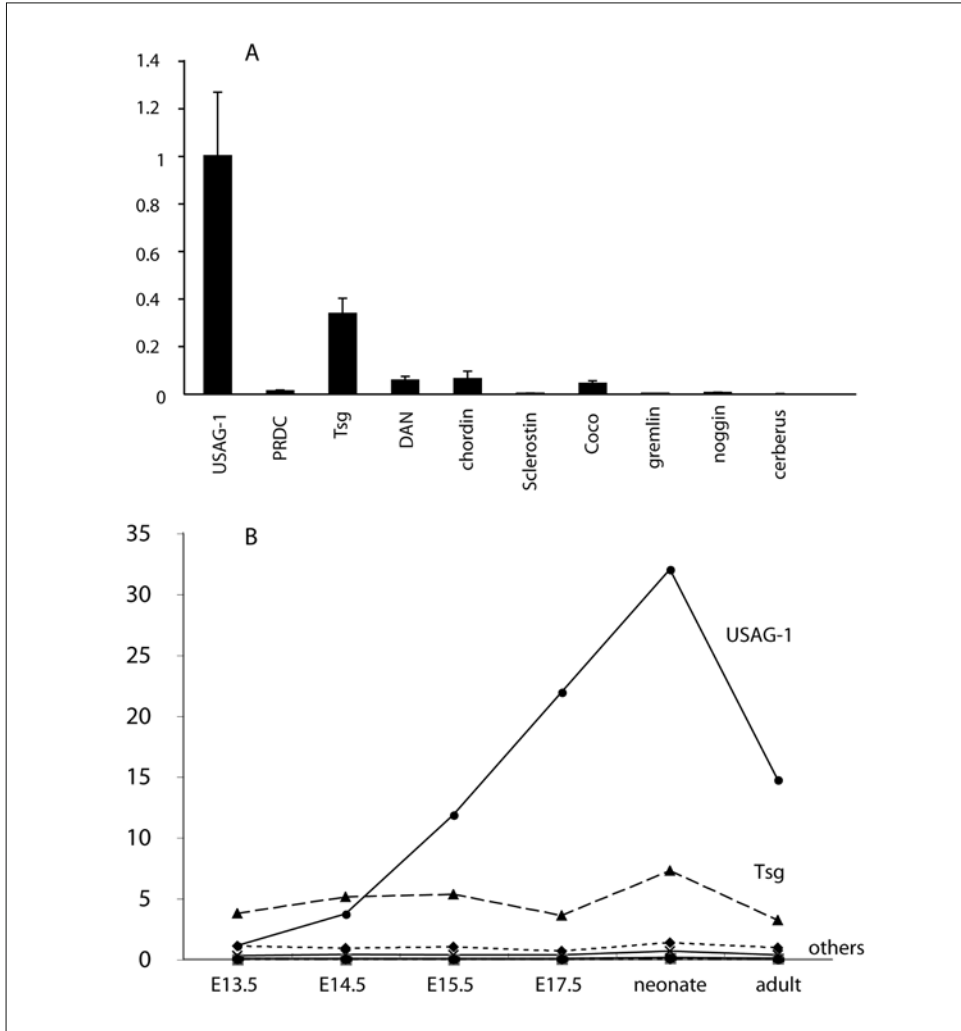 A
1.4
1.2
1
0.8
0.6
0.4
0.2
0
USAG-1
PRDC
Tsg
DAN
chordin
Sclerostin
Coco
gremlin
noggin
cerberus
B
35
30
25
20
15
10
5
0
USAG-1
Tsg
others
E13.5 E14.5 E15.5 E17.5 neonate adult